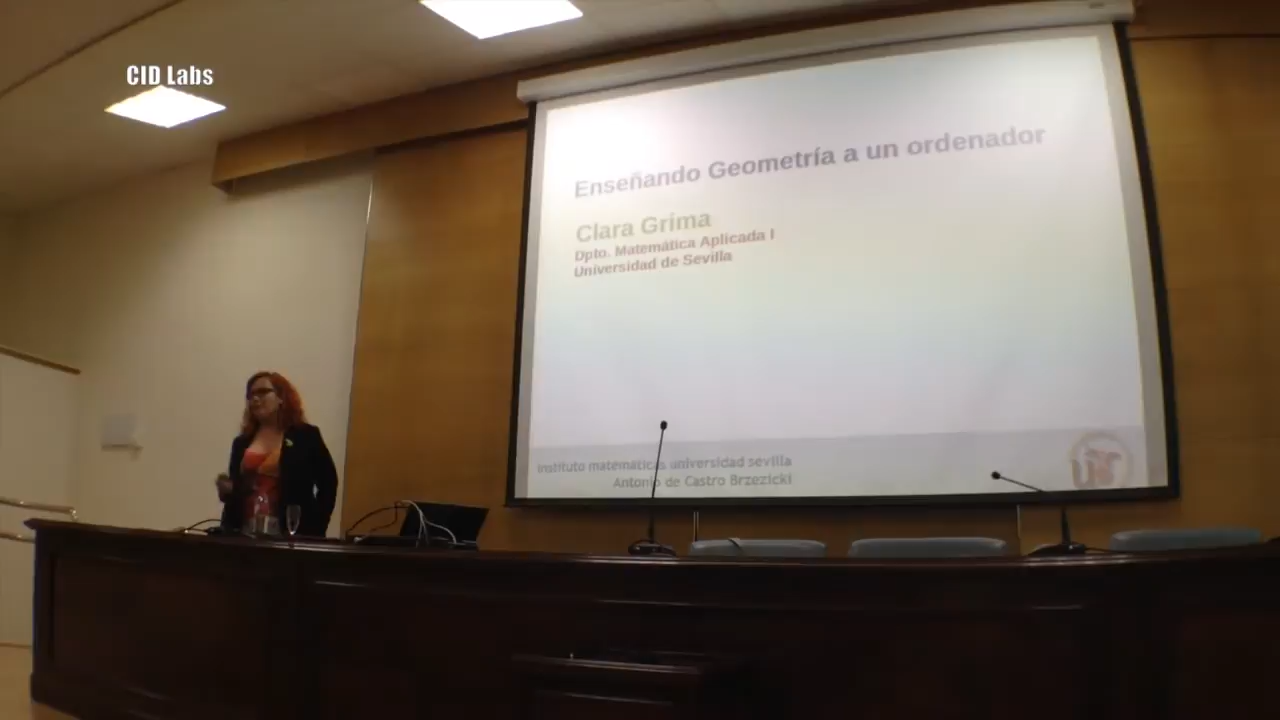 CID Labs
Enseñando Geometría a un ordenador
Clara Grima
Dpto. Matemática Aplicada I
Universidad de Sevilla
instituto matemáticas universidad sevilla
Antonio de Castro Brzezicki